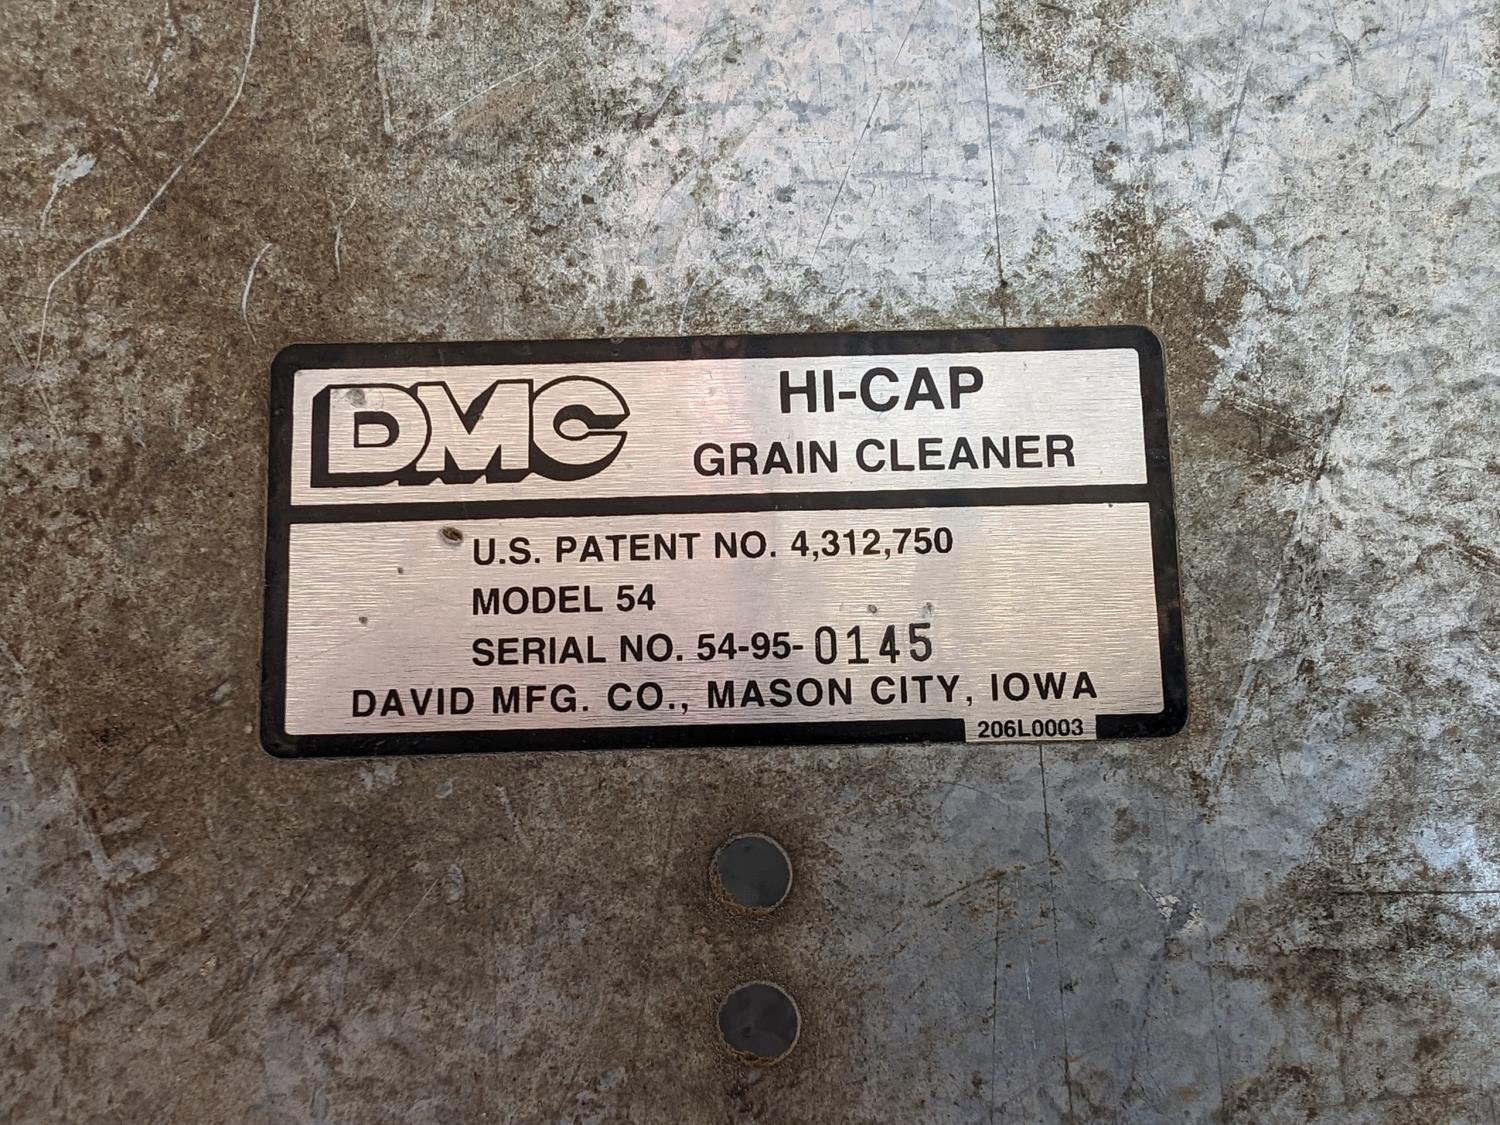 DMC
HI-CAP
GRAIN CLEANER
U.S. PATENT NO. 4,312,750
MODEL 54
SERIAL NO. 54-95-0145
DAVID MFG. CO., MASON CITY, IOWA
206L0003